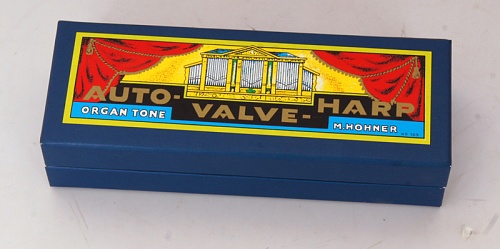 AUTO-VALVE-HARP
ORGAN TONE
M.HOHNER